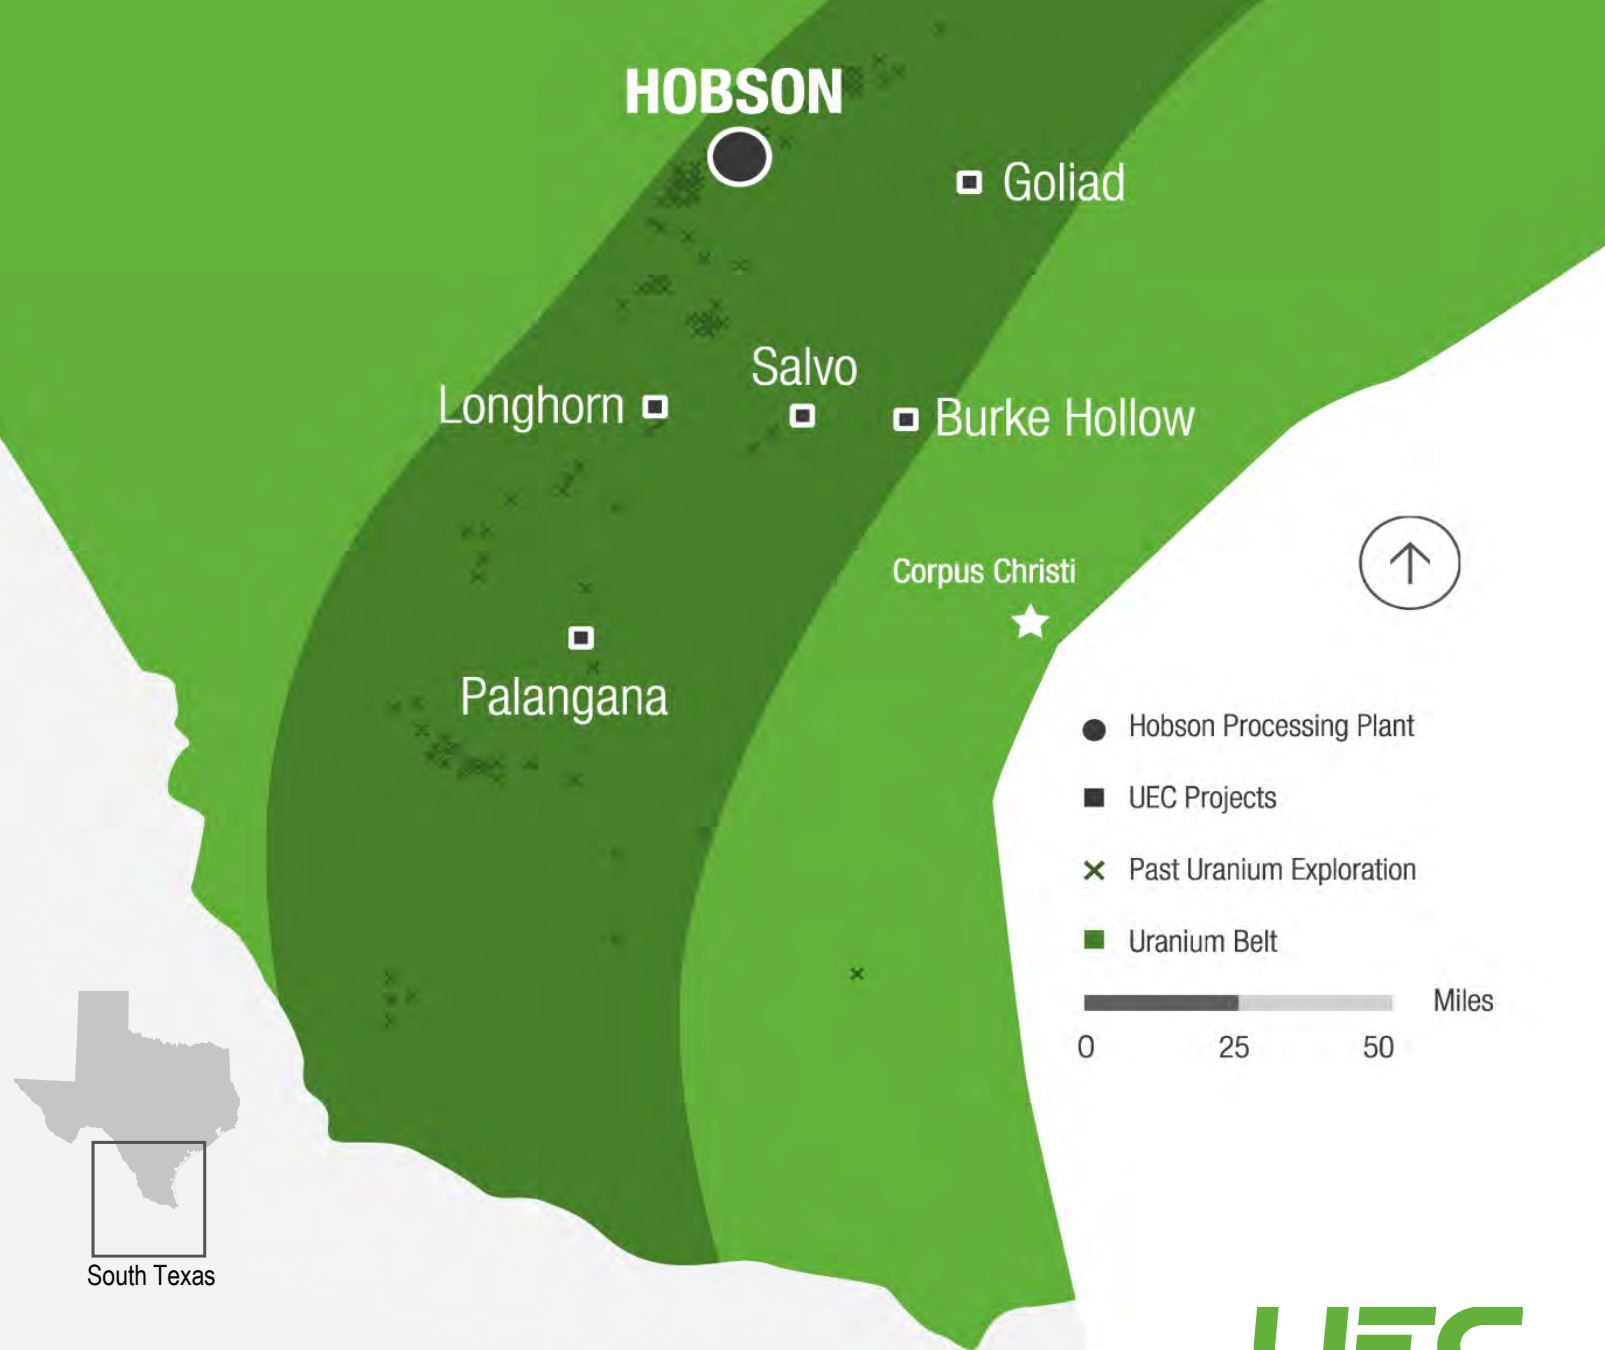 HOBSON
Goliad
Salvo
Longhorn
Burke Hollow
Corpus Christi
Palangana
Hobson Processing Plant
UEC Projects
Past Uranium Exploration
Uranium Belt
Miles
0 25 50
South Texas
UEC